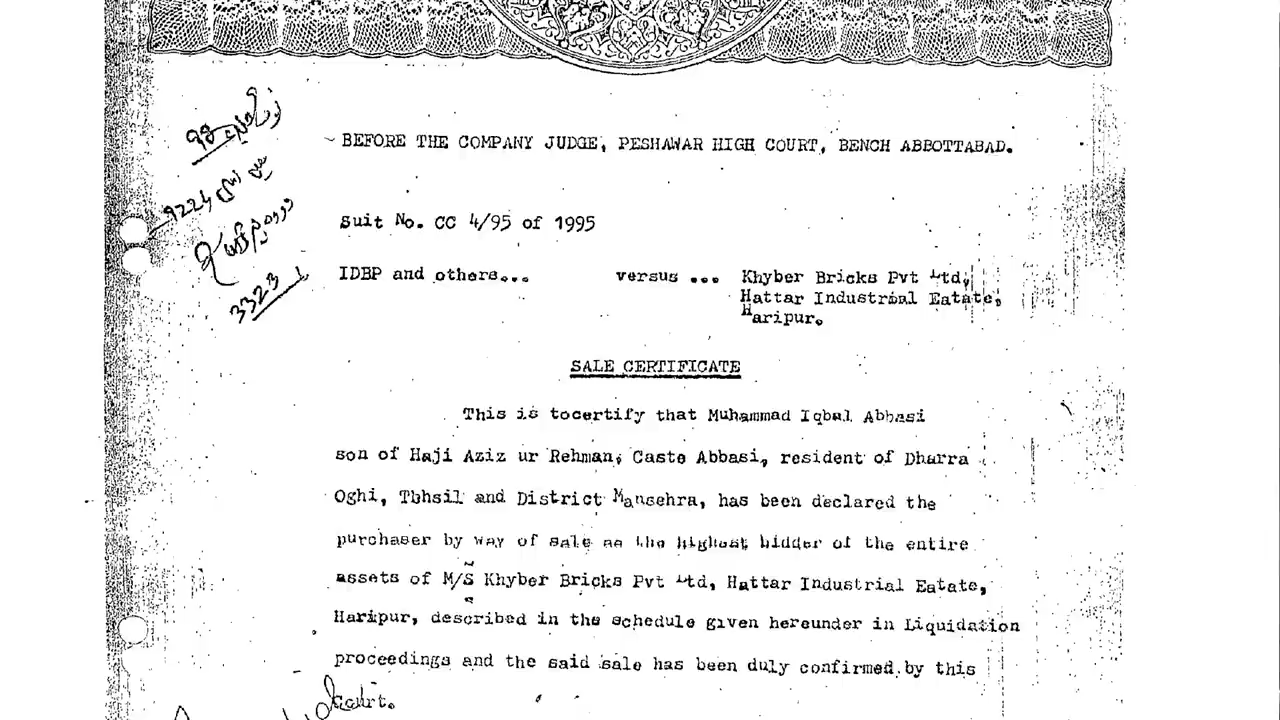 BEFORE THE COMPANY JUDGE, PESHAWAR HIGH COURT, BENCH ABBOTTABAD.
Suit No. CC 4/95 of 1995
IDBP and others... versus ... Khyber Bricks Pvt Ltd,
Hattar Industrial Eatate,
Haripur.
SALE CERTIFICATE
This is tocertify that Muhammad Iqbal Abbasi
son of Haji Aziz ur Rehman, Caste Abbasi, resident of Dharra
Oghi, Tbhsil and District Mansehra, has been declared the
purchaser by way of sale as the highest bidder of the entire
assets of M/S Khyber Bricks Pvt Ltd, Hattar Industrial Eatate,
Haripur, described in the schedule given hereunder in Liquidation
proceedings and the said sale has been duly confirmed by this
Court.